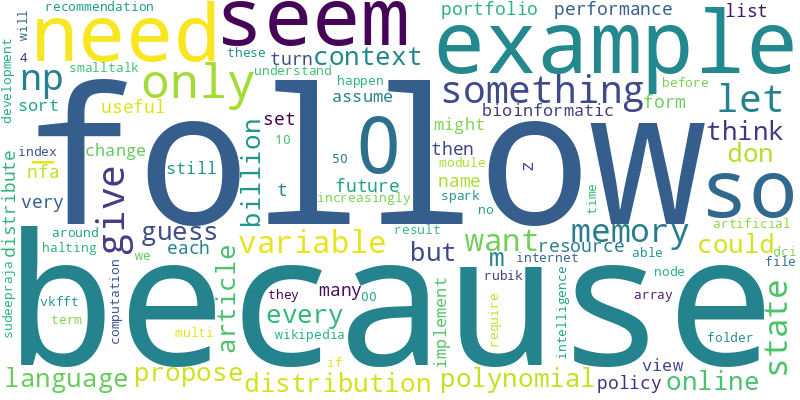 recommendation
portfolio performance list
need seem example
will
4
these turn context
smalltalk understand
development
np only happen before
something let
sort useful assume form
bioinformatic
follow 0 so
set might think
change 10 then don
index billion 50 module z
nfa still t future name
very give increasingly spark no time
distribute
around guess result memory artificial
halting each variable but want resource could dci
we m internet able file
because
sudeepraja
computation
article
they many 00 rubik array node
vkfft every
term multi wikipedia implement require intelligence folder state
if view
language propose distribution polynomial policy online